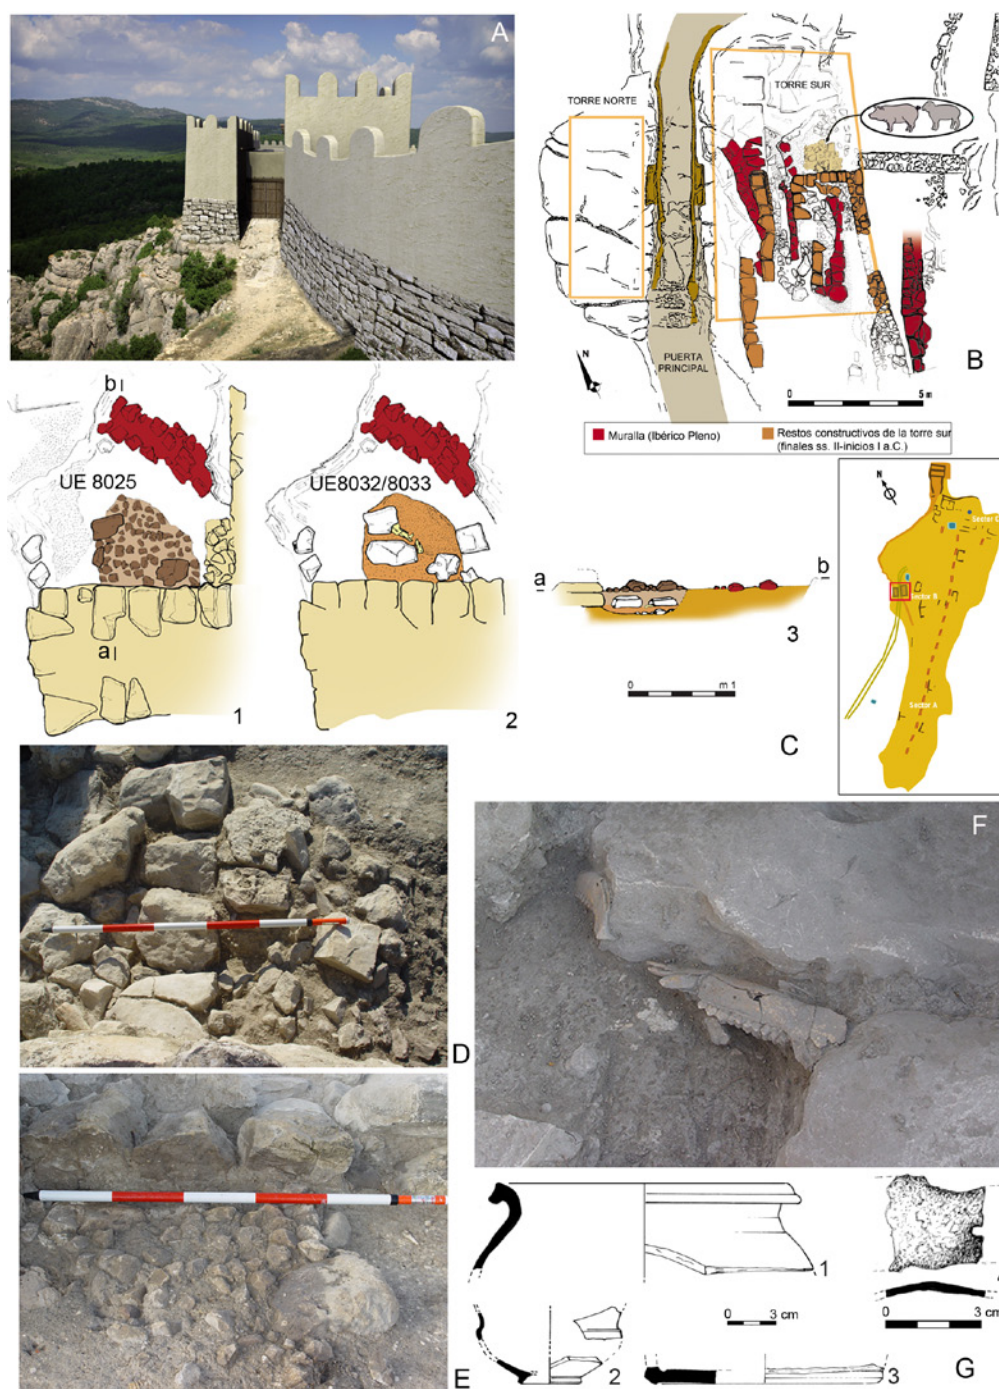 A
TORRE NORTE
TORRE SUR
PUERTA
PRINCIPAL
N
B
0 5 m
Muralla (Ibérico Pleno)
Restos constructivos de la torre sur
(finales ss. II-inicios I a.C.)
b
UE 8025
a
1
UE8032/8033
2
a b
3
0 m 1
N
Sector B
Sector A
C
D
E
F
1
2
0 3 cm
3
0 3 cm
G